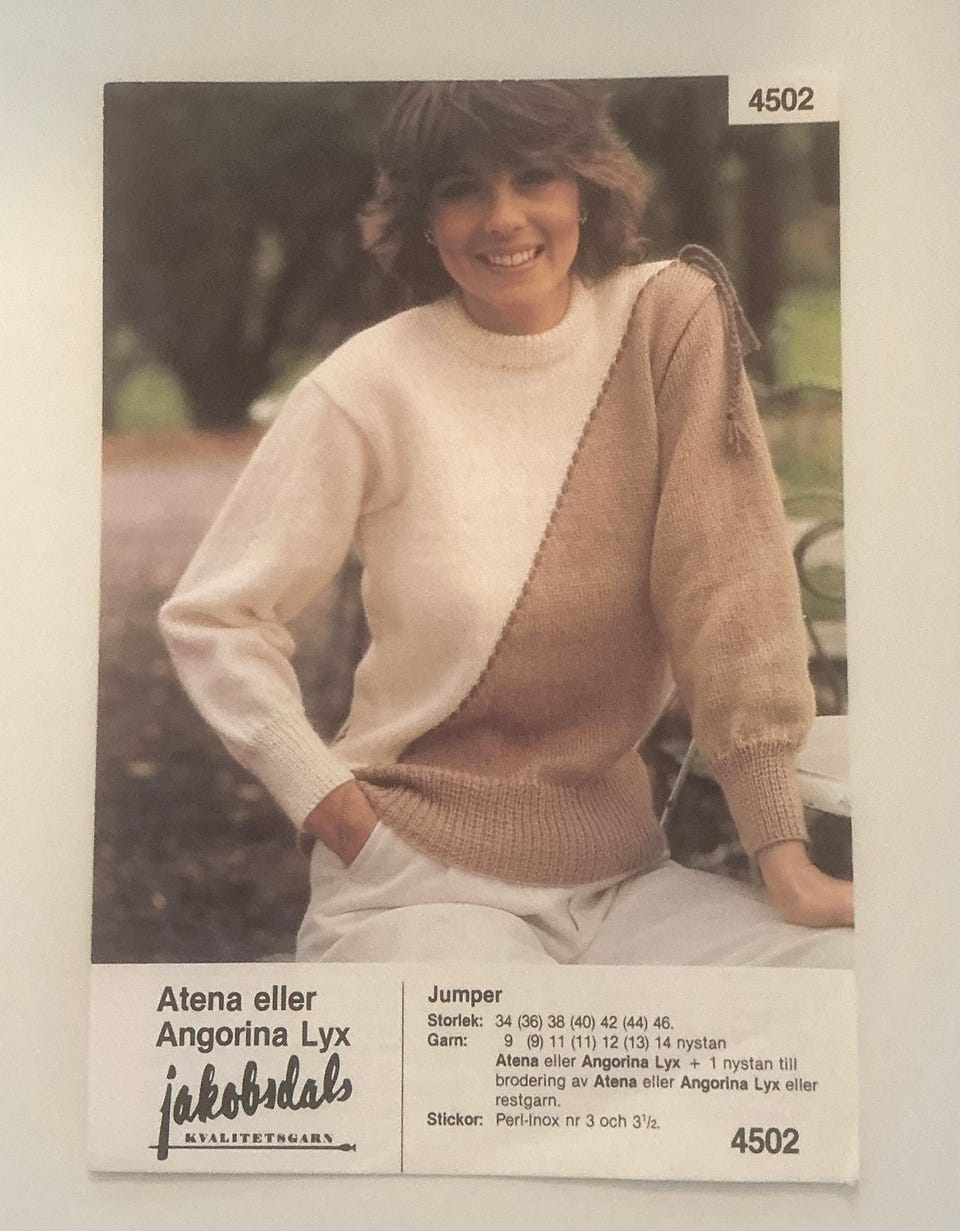 4502
Atena eller
Angorina Lyx
jakobsdals
KVALITETSGARN
Jumper
Storlek: 34 (36) 38 (40) 42 (44) 46.
Garn: 9 (9) 11 (11) 12 (13) 14 nystan
Atena eller Angorina Lyx + 1 nystan till
brodering av Atena eller Angorina Lyx eller
restgarn.
Stickor: Perl-Inox nr 3 och 3½.
4502